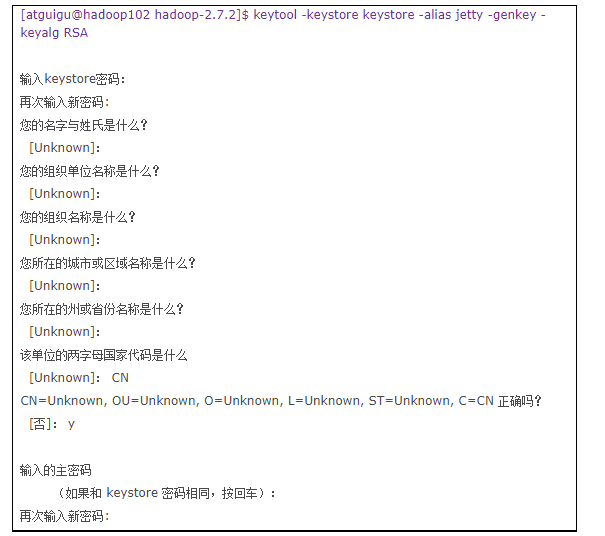 [atguigu@hadoop102 hadoop-2.7.2]$ keytool -keystore keystore -alias jetty -genkey -
keyalg RSA
输入keystore密码：
再次输入新密码:
您的名字与姓氏是什么？
[Unknown]：
您的组织单位名称是什么？
[Unknown]：
您的组织名称是什么？
[Unknown]：
您所在的城市或区域名称是什么？
[Unknown]：
您所在的州或省份名称是什么？
[Unknown]：
该单位的两字母国家代码是什么
[Unknown]： CN
CN=Unknown, OU=Unknown, O=Unknown, L=Unknown, ST=Unknown, C=CN 正确吗？
[否]： y
输入的主密码
（如果和 keystore 密码相同，按回车）：
再次输入新密码: